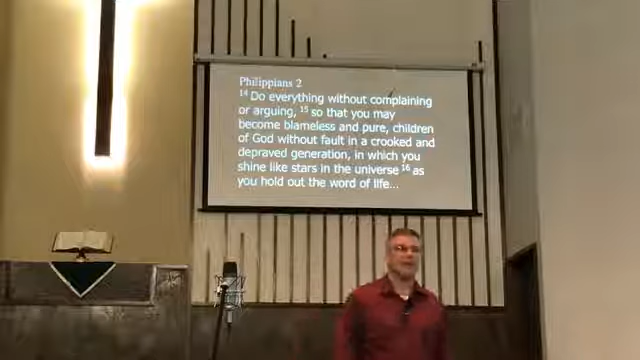 Philippians 2
14 Do everything without complaining
or arguing, 15 so that you may
become blameless and pure, children
of God without fault in a crooked and
depraved generation, in which you
shine like stars in the universe 16 as
you hold out the word of life...